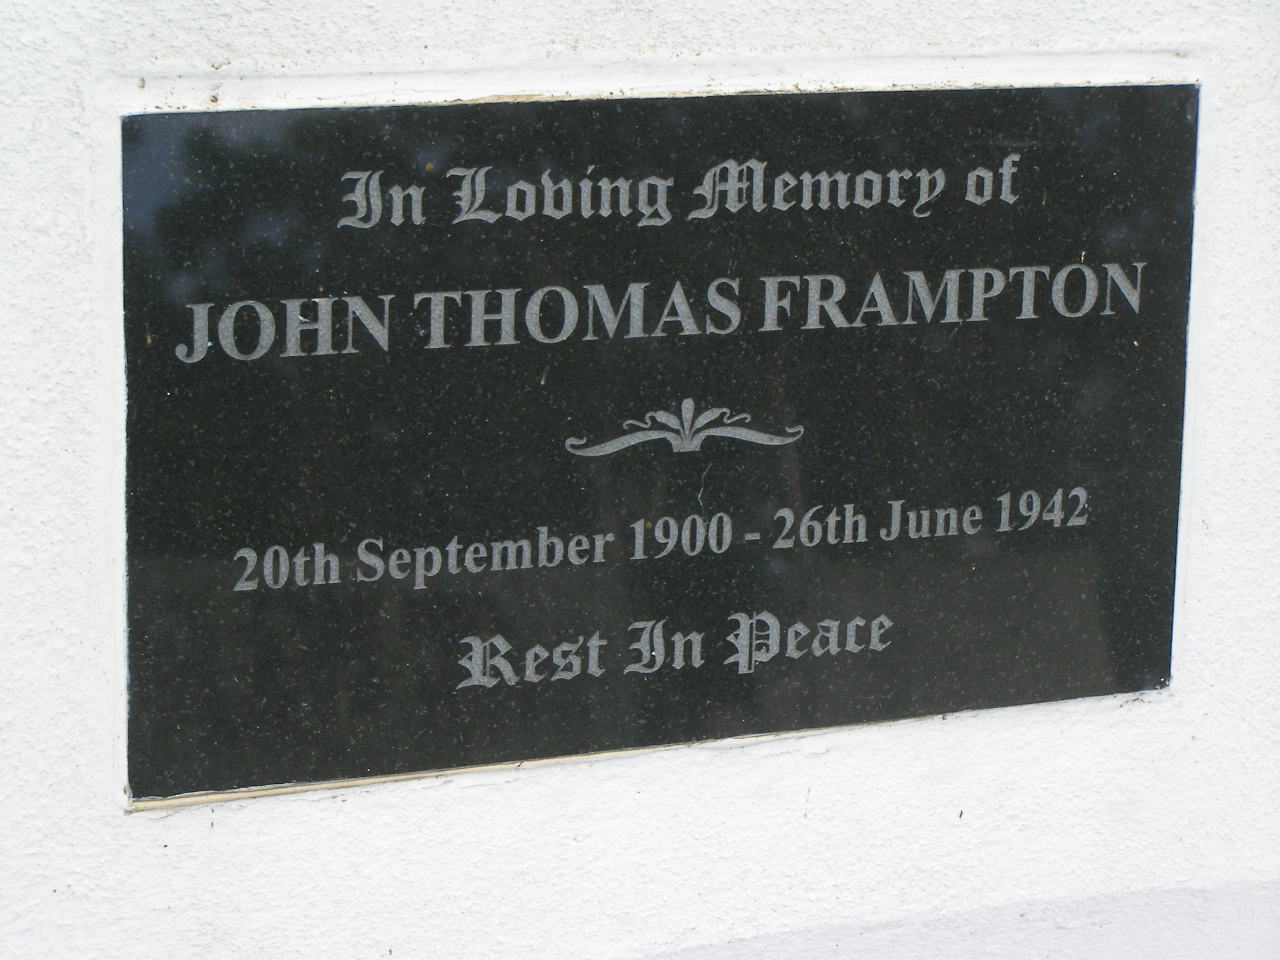 In Loving Memory of
JOHN THOMAS FRAMPTON
20th September 1900 - 26th June 1942
Rest In Peace